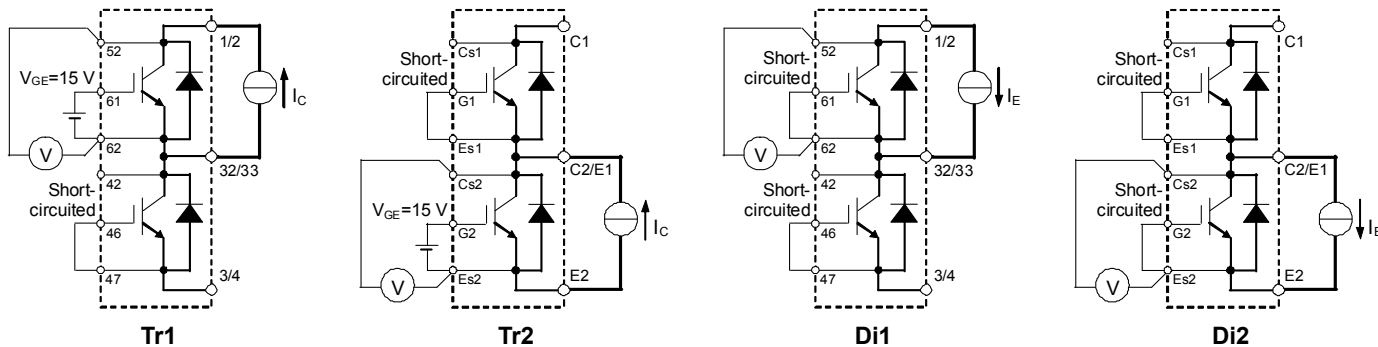 52
1/2
V_GE=15 V
61
I_C
V
62
32/33
42
Short-
circuited
46
47
3/4
Tr1
Cs1
C1
Short-
circuited
G1
Es1
C2/E1
Cs2
V_GE=15 V
G2
I_C
V
Es2
E2
Tr2
52
1/2
Short-
circuited
61
I_E
V
62
32/33
42
Short-
circuited
46
47
3/4
Di1
Cs1
C1
Short-
circuited
G1
Es1
C2/E1
Cs2
Short-
circuited
G2
I_E
V
Es2
E2
Di2